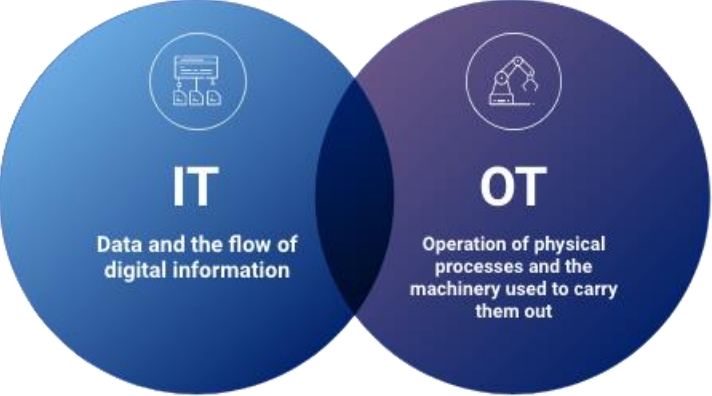 IT
Data and the flow of
digital information
OT
Operation of physical
processes and the
machinery used to carry
them out